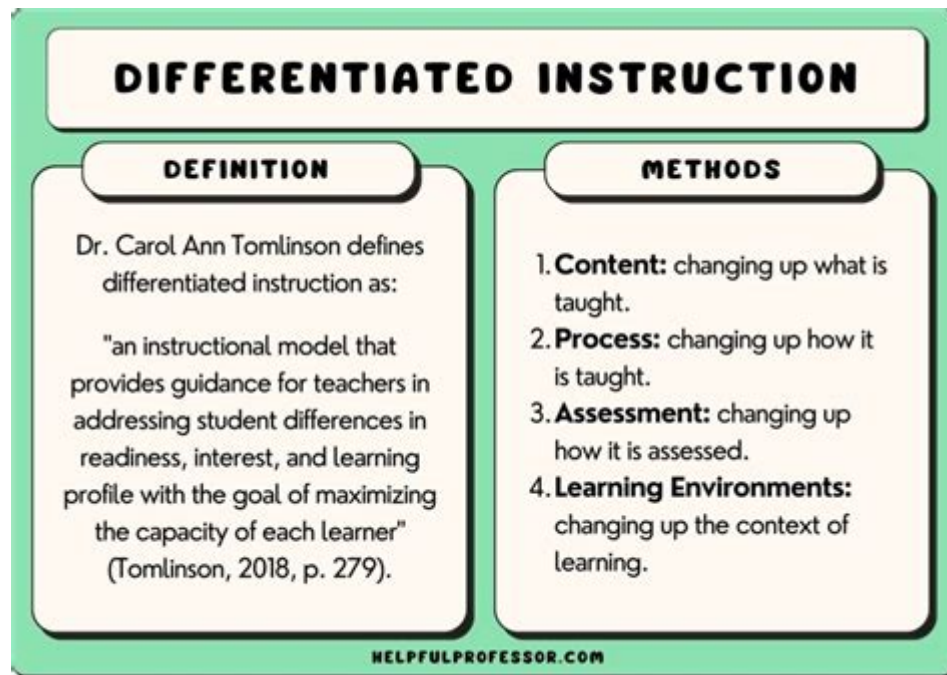 DIFFERENTIATED INSTRUCTION
DEFINITION
Dr. Carol Ann Tomlinson defines
differentiated instruction as:
"an instructional model that
provides guidance for teachers in
addressing student differences in
readiness, interest, and learning
profile with the goal of maximizing
the capacity of each learner"
(Tomlinson, 2018, p. 279).
METHODS
1. Content: changing up what is
taught.
2. Process: changing up how it
is taught.
3. Assessment: changing up
how it is assessed.
4. Learning Environments:
changing up the context of
learning.
HELPFULPROFESSOR.COM